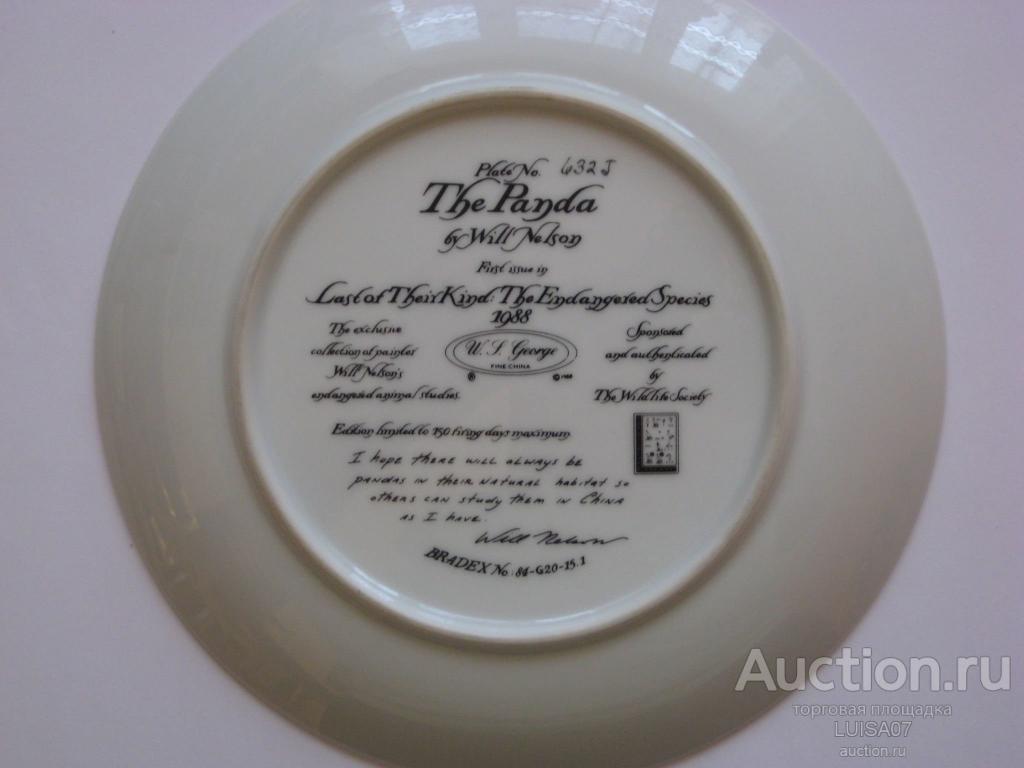 Plate No. 632J
The Panda
by Will Nelson
First issue in
Last of Their Kind: The Endangered Species
1988
The exclusive
collection of painter
Will Nelson's
endangered animal studies.
W. S. George
FINE CHINA
® © 1988
Sponsored
and authenticated
by
The Wildlife Society
Edition limited to 150 firing days maximum
I hope there will always be
pandas in their natural habitat so
others can study them in China
as I have.
Will Nelson
BRADEX No: 84-G20-15.1
Auction.ru
торговая площадка
LUISA07
auction.ru